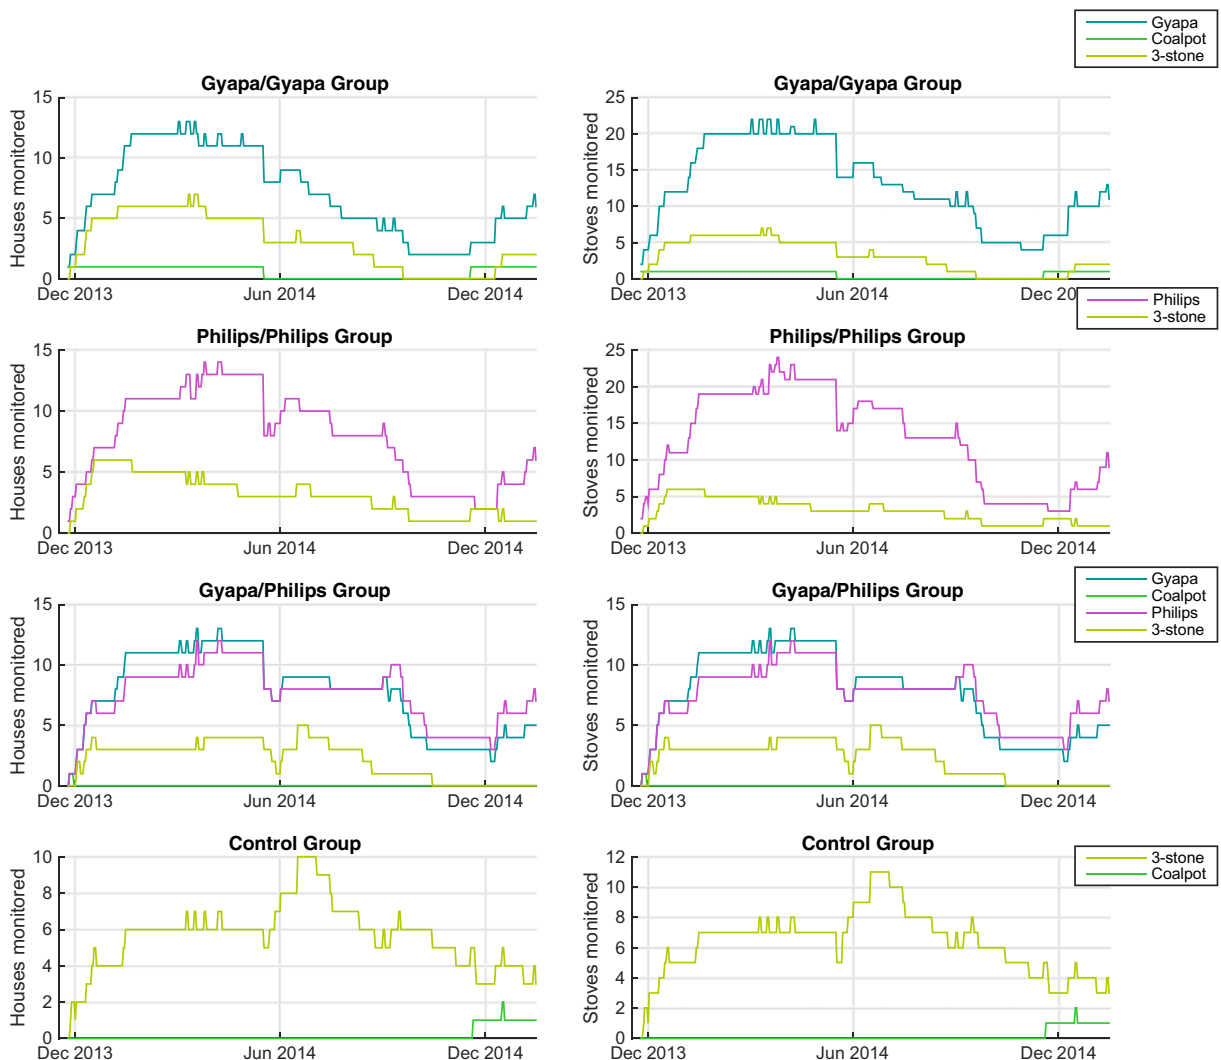 Gyapa
Coalpot
3-stone
Gyapa/Gyapa Group
Houses monitored
15
10
5
0
Dec 2013
Jun 2014
Dec 2014
Gyapa/Gyapa Group
Stoves monitored
25
20
15
10
5
0
Dec 2013
Jun 2014
Dec 20
Philips
3-stone
Philips/Philips Group
Houses monitored
15
10
5
0
Dec 2013
Jun 2014
Dec 2014
Philips/Philips Group
Stoves monitored
25
20
15
10
5
0
Dec 2013
Jun 2014
Dec 2014
Gyapa
Coalpot
Philips
3-stone
Gyapa/Philips Group
Houses monitored
15
10
5
0
Dec 2013
Jun 2014
Dec 2014
Gyapa/Philips Group
Stoves monitored
15
10
5
0
Dec 2013
Jun 2014
Dec 2014
3-stone
Coalpot
Control Group
Houses monitored
10
8
6
4
2
0
Dec 2013
Jun 2014
Dec 2014
Control Group
Stoves monitored
12
10
8
6
4
2
0
Dec 2013
Jun 2014
Dec 2014